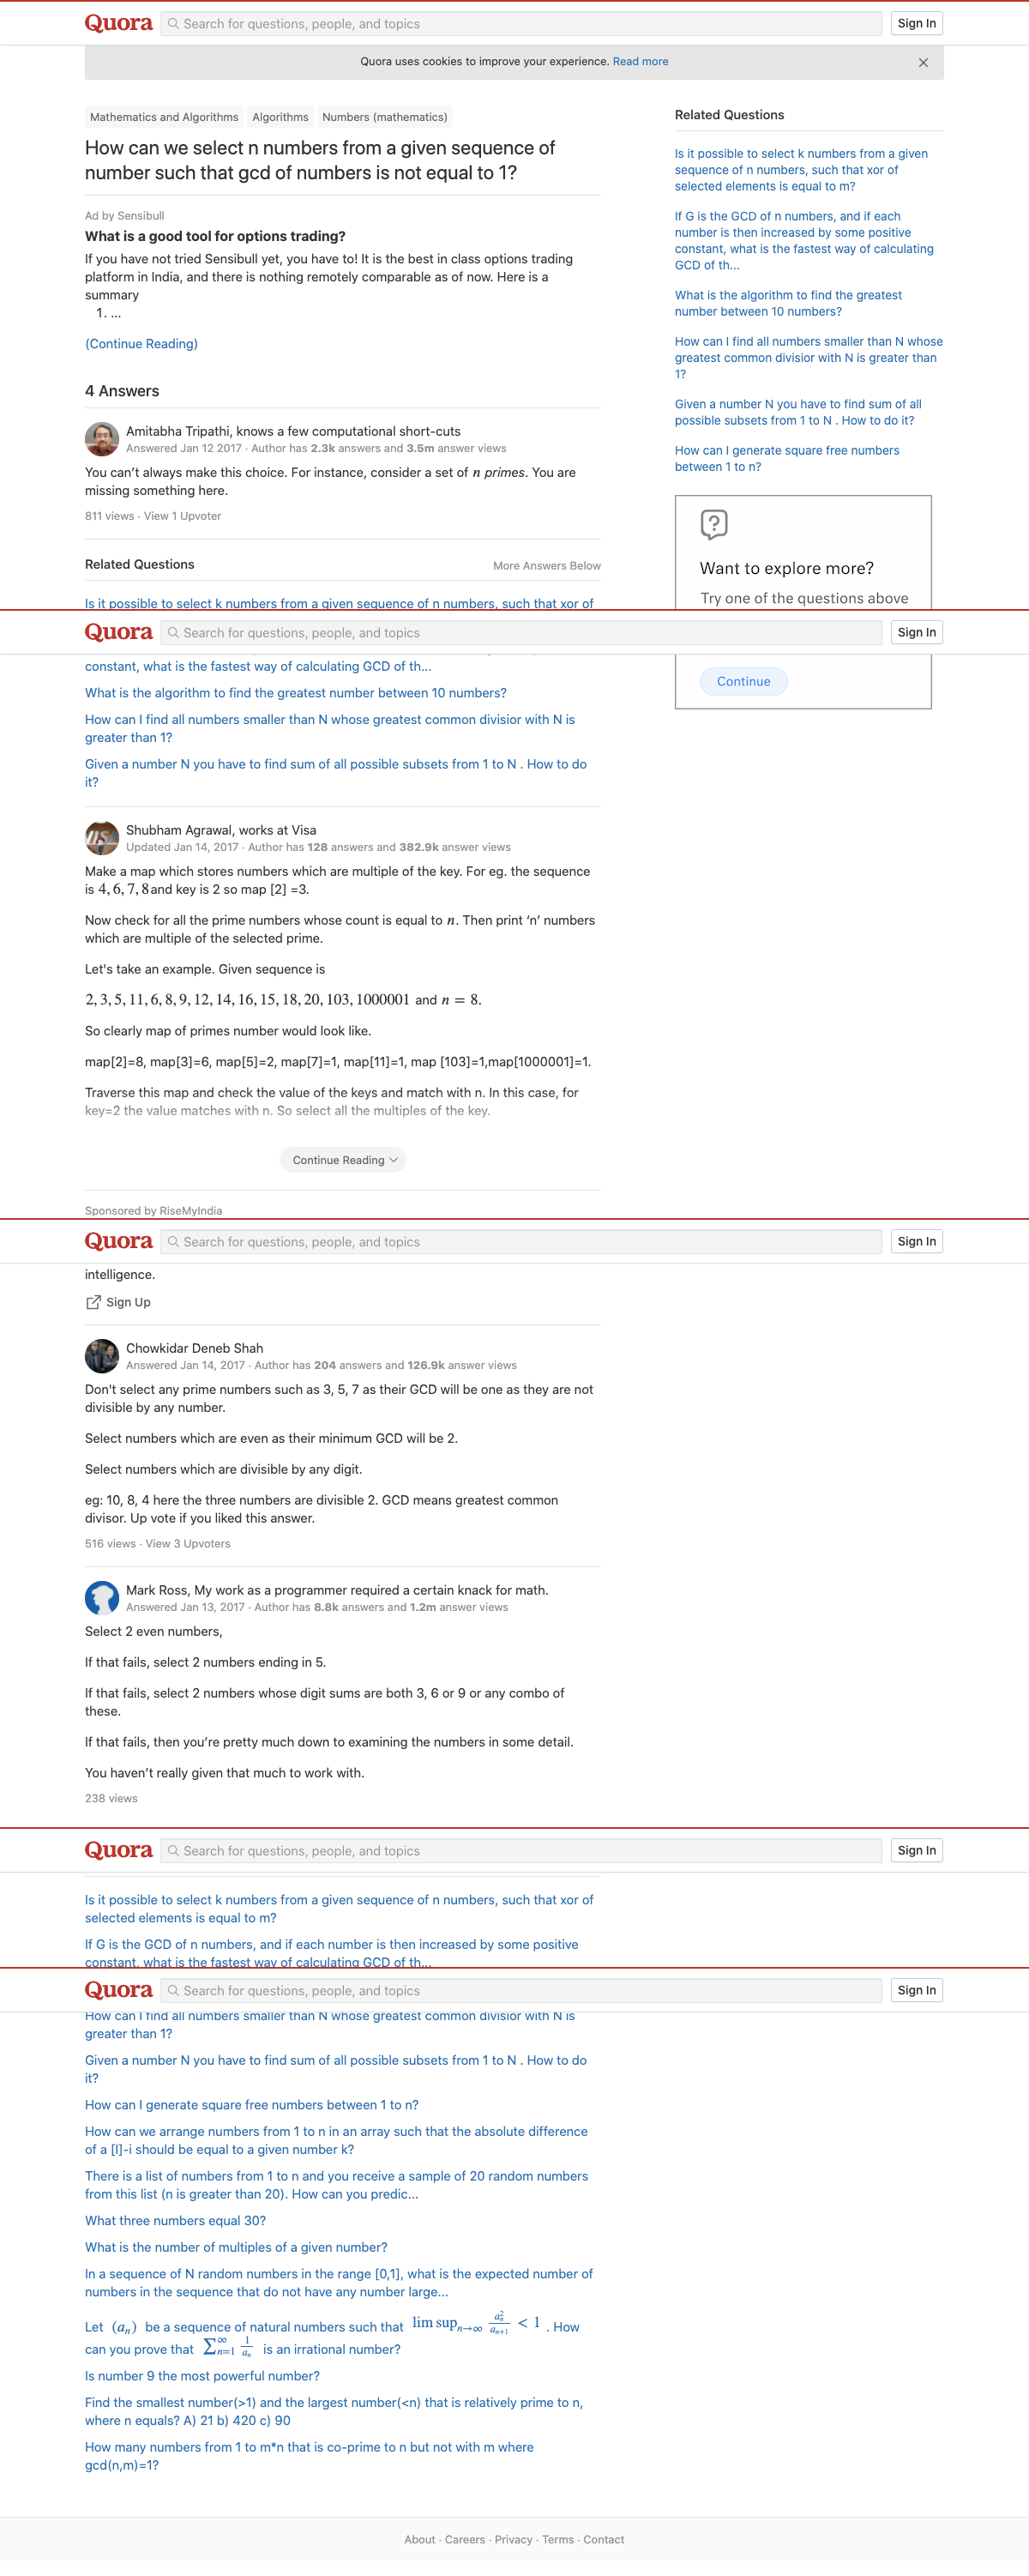 Quora
Search for questions, people, and topics
Sign In
Quora uses cookies to improve your experience. Read more
Mathematics and Algorithms
Algorithms
Numbers (mathematics)
How can we select n numbers from a given sequence of
number such that gcd of numbers is not equal to 1?
Ad by Sensibull
What is a good tool for options trading?
If you have not tried Sensibull yet, you have to! It is the best in class options trading
platform in India, and there is nothing remotely comparable as of now. Here is a
summary
1. ...
(Continue Reading)
4 Answers
Amitabha Tripathi, knows a few computational short-cuts
Answered Jan 12 2017 · Author has 2.3k answers and 3.5m answer views
You can’t always make this choice. For instance, consider a set of n primes. You are
missing something here.
811 views · View 1 Upvoter
Related Questions
More Answers Below
Is it possible to select k numbers from a given sequence of n numbers, such that xor of
Related Questions
Is it possible to select k numbers from a given
sequence of n numbers, such that xor of
selected elements is equal to m?
If G is the GCD of n numbers, and if each
number is then increased by some positive
constant, what is the fastest way of calculating
GCD of th...
What is the algorithm to find the greatest
number between 10 numbers?
How can I find all numbers smaller than N whose
greatest common divisior with N is greater than
1?
Given a number N you have to find sum of all
possible subsets from 1 to N . How to do it?
How can I generate square free numbers
between 1 to n?
Want to explore more?
Try one of the questions above
Quora
Search for questions, people, and topics
Sign In
Continue
constant, what is the fastest way of calculating GCD of th...
What is the algorithm to find the greatest number between 10 numbers?
How can I find all numbers smaller than N whose greatest common divisior with N is
greater than 1?
Given a number N you have to find sum of all possible subsets from 1 to N . How to do
it?
Shubham Agrawal, works at Visa
Updated Jan 14, 2017 · Author has 128 answers and 382.9k answer views
Make a map which stores numbers which are multiple of the key. For eg. the sequence
is 4, 6, 7, 8 and key is 2 so map [2] =3.
Now check for all the prime numbers whose count is equal to n. Then print ‘n’ numbers
which are multiple of the selected prime.
Let's take an example. Given sequence is
2, 3, 5, 11, 6, 8, 9, 12, 14, 16, 15, 18, 20, 103, 1000001 and n = 8.
So clearly map of primes number would look like.
map[2]=8, map[3]=6, map[5]=2, map[7]=1, map[11]=1, map [103]=1,map[1000001]=1.
Traverse this map and check the value of the keys and match with n. In this case, for
key=2 the value matches with n. So select all the multiples of the key.
Continue Reading
Sponsored by RiseMyIndia
Quora
Search for questions, people, and topics
Sign In
intelligence.
Sign Up
Chowkidar Deneb Shah
Answered Jan 14, 2017 · Author has 204 answers and 126.9k answer views
Don't select any prime numbers such as 3, 5, 7 as their GCD will be one as they are not
divisible by any number.
Select numbers which are even as their minimum GCD will be 2.
Select numbers which are divisible by any digit.
eg: 10, 8, 4 here the three numbers are divisible 2. GCD means greatest common
divisor. Up vote if you liked this answer.
516 views · View 3 Upvoters
Mark Ross, My work as a programmer required a certain knack for math.
Answered Jan 13, 2017 · Author has 8.8k answers and 1.2m answer views
Select 2 even numbers,
If that fails, select 2 numbers ending in 5.
If that fails, select 2 numbers whose digit sums are both 3, 6 or 9 or any combo of
these.
If that fails, then you’re pretty much down to examining the numbers in some detail.
You haven’t really given that much to work with.
238 views
Quora
Search for questions, people, and topics
Sign In
Is it possible to select k numbers from a given sequence of n numbers, such that xor of
selected elements is equal to m?
If G is the GCD of n numbers, and if each number is then increased by some positive
constant, what is the fastest way of calculating GCD of th...
Quora
Search for questions, people, and topics
Sign In
How can I find all numbers smaller than N whose greatest common divisior with N is
greater than 1?
Given a number N you have to find sum of all possible subsets from 1 to N . How to do
it?
How can I generate square free numbers between 1 to n?
How can we arrange numbers from 1 to n in an array such that the absolute difference
of a [I]-i should be equal to a given number k?
There is a list of numbers from 1 to n and you receive a sample of 20 random numbers
from this list (n is greater than 20). How can you predic...
What three numbers equal 30?
What is the number of multiples of a given number?
In a sequence of N random numbers in the range [0,1], what is the expected number of
numbers in the sequence that do not have any number large...
Let (aₙ) be a sequence of natural numbers such that lim supₙ→∞ aₙ²/aₙ₊₁ < 1 . How
can you prove that ∑ₙ₌₁^∞ 1/aₙ is an irrational number?
Is number 9 the most powerful number?
Find the smallest number(>1) and the largest number(<n) that is relatively prime to n,
where n equals? A) 21 b) 420 c) 90
How many numbers from 1 to m*n that is co-prime to n but not with m where
gcd(n,m)=1?
About · Careers · Privacy · Terms · Contact